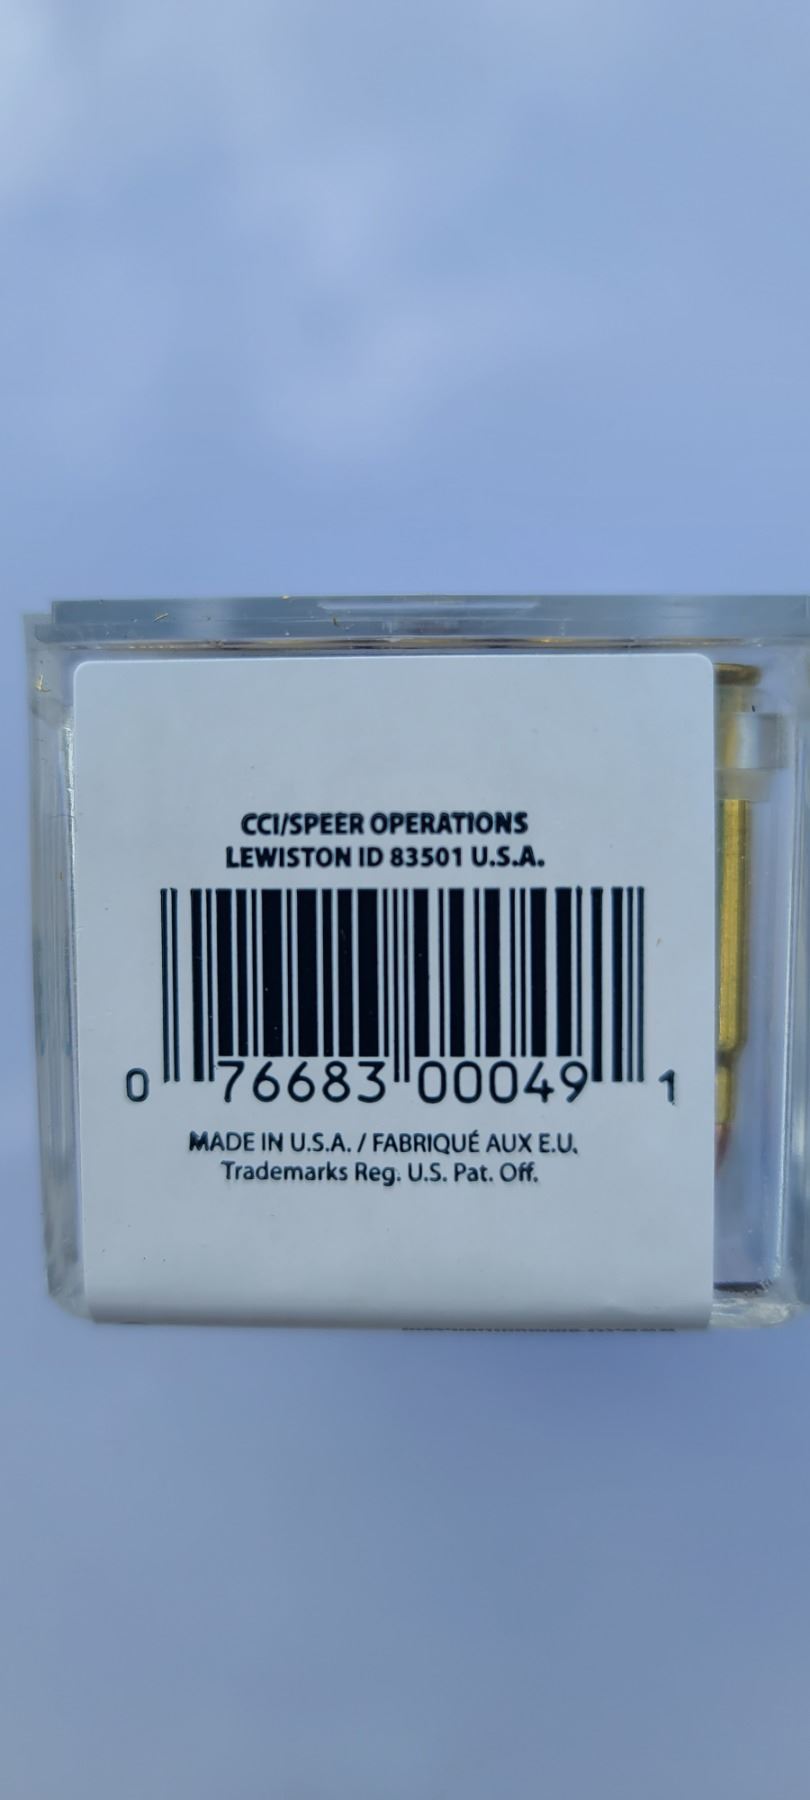 CCI/SPEER OPERATIONS
LEWISTON ID 83501 U.S.A.
0 76683 00049 1
MADE IN U.S.A. / FABRIQUÉ AUX E.U.
Trademarks Reg. U.S. Pat. Off.